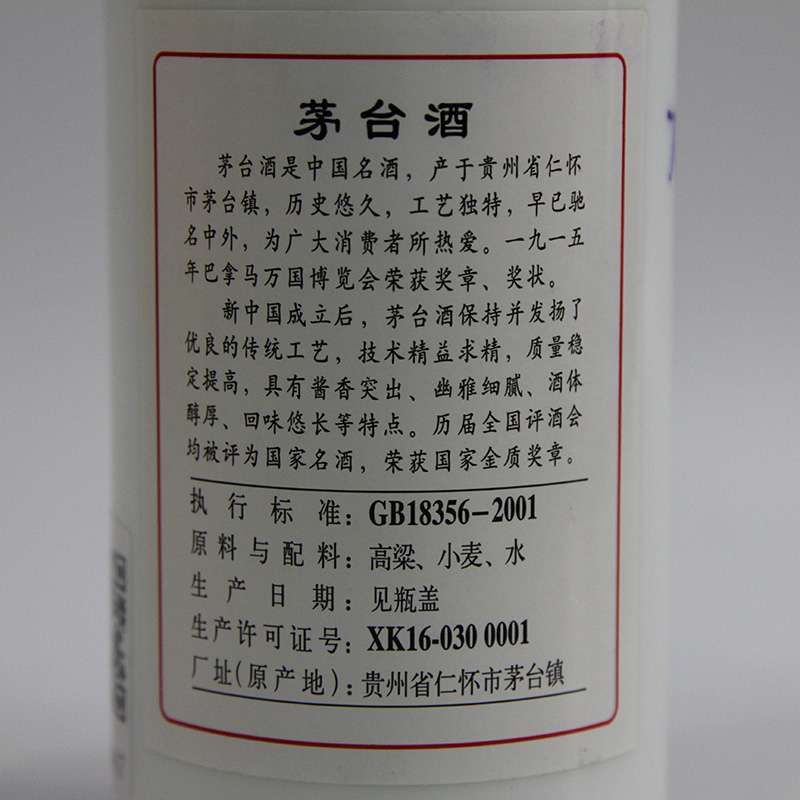 茅台酒
茅台酒是中国名酒，产于贵州省仁怀
市茅台镇，历史悠久，工艺独特，早已驰
名中外，为广大消费者所热爱。一九一五
年巴拿马万国博览会荣获奖章、奖状。
新中国成立后，茅台酒保持并发扬了
优良的传统工艺，技术精益求精，质量稳
定提高，具有酱香突出、幽雅细腻、酒体
醇厚、回味悠长等特点。历届全国评酒会
均被评为国家名酒，荣获国家金质奖章。
执行标准：GB18356-2001
原料与配料：高粱、小麦、水
生产日期：见瓶盖
生产许可证号：XK16-030 0001
厂址(原产地)：贵州省仁怀市茅台镇